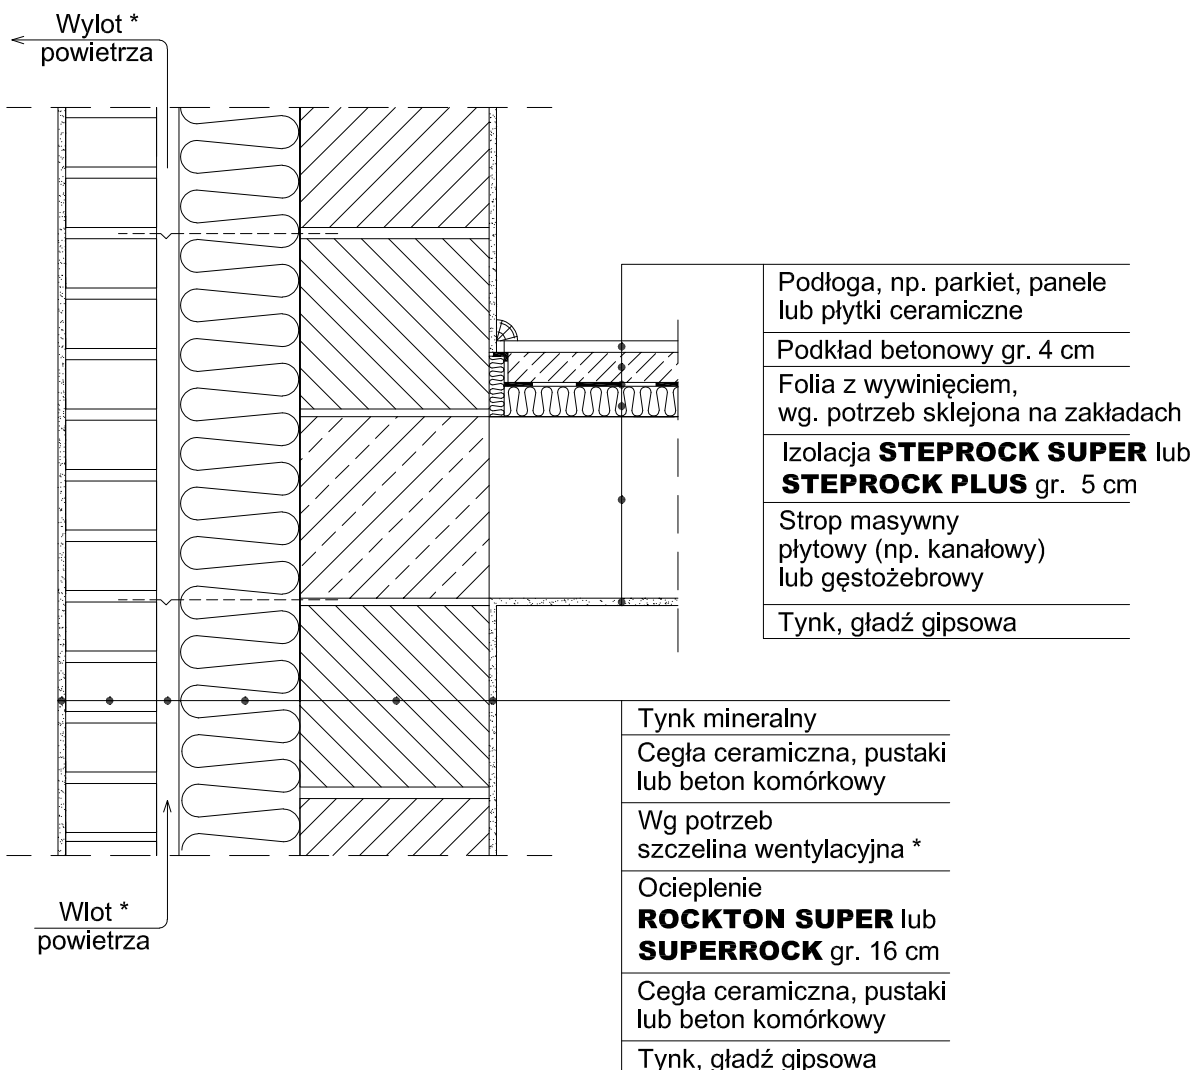 Wylot *
powietrza
Podłoga, np. parkiet, panele
lub płytki ceramiczne
Podkład betonowy gr. 4 cm
Folia z wywinięciem,
wg. potrzeb sklejona na zakładach
Izolacja STEPROCK SUPER lub
STEPROCK PLUS gr. 5 cm
Strop masywny
płytowy (np. kanałowy)
lub gęstożebrowy
Tynk, gładź gipsowa
Tynk mineralny
Cegła ceramiczna, pustaki
lub beton komórkowy
Wg potrzeb
szczelina wentylacyjna *
Ocieplenie
ROCKTON SUPER lub
SUPERROCK gr. 16 cm
Cegła ceramiczna, pustaki
lub beton komórkowy
Tynk, gładź gipsowa
Wlot *
powietrza